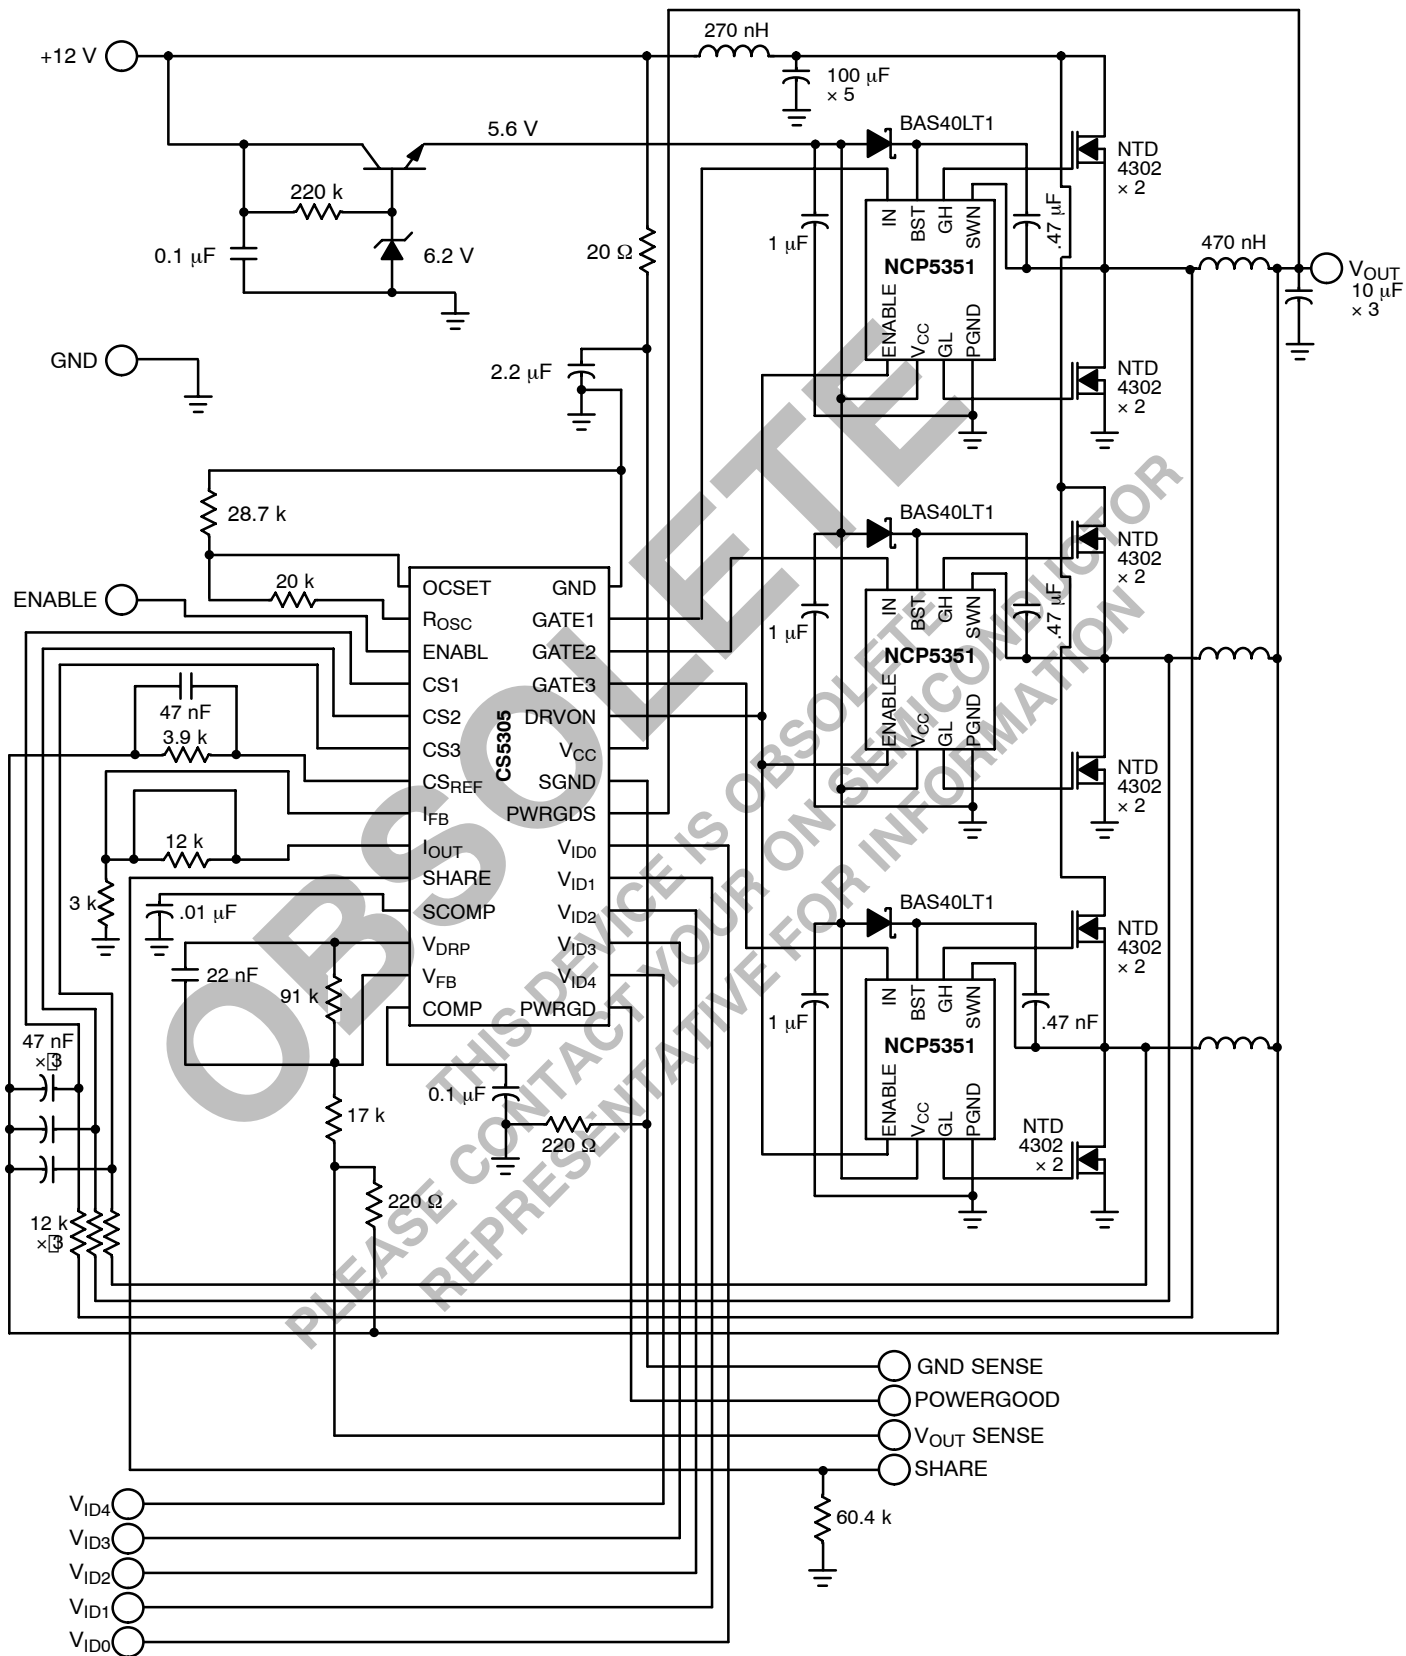 270 nH
+12 V
100 μF
× 5
BAS40LT1
5.6 V
NTD
4302
× 2
220 k
IN
BST
GH
SWN
.47 μF
0.1 μF
6.2 V
20 Ω
1 μF
NCP5351
470 nH
VOUT
10 μF
× 3
ENABLE
VCC
GL
PGND
GND
2.2 μF
NTD
4302
× 2
28.7 k
BAS40LT1
NTD
4302
× 2
20 k
ENABLE
OCSET
GND
ROSC
GATE1
ENABL
GATE2
CS1
GATE3
CS2
DRVON
CS3
VCC
CSREF
SGND
IFB
PWRGDS
IOUT
VID0
SHARE
VID1
SCOMP
VID2
VDRP
VID3
VFB
VID4
COMP
PWRGD
CS5305
IN
BST
GH
SWN
.47 μF
1 μF
NCP5351
ENABLE
VCC
GL
PGND
NTD
4302
× 2
47 nF
3.9 k
12 k
3 k
.01 μF
22 nF
91 k
BAS40LT1
NTD
4302
× 2
IN
BST
GH
SWN
1 μF
.47 nF
NCP5351
ENABLE
VCC
GL
PGND
NTD
4302
× 2
47 nF
× 3
0.1 μF
17 k
220 Ω
220 Ω
12 k
× 3
GND SENSE
POWERGOOD
VOUT SENSE
SHARE
60.4 k
VID4
VID3
VID2
VID1
VID0
OBSOLETE
THIS DEVICE IS OBSOLETE
PLEASE CONTACT YOUR ON SEMICONDUCTOR
REPRESENTATIVE FOR INFORMATION